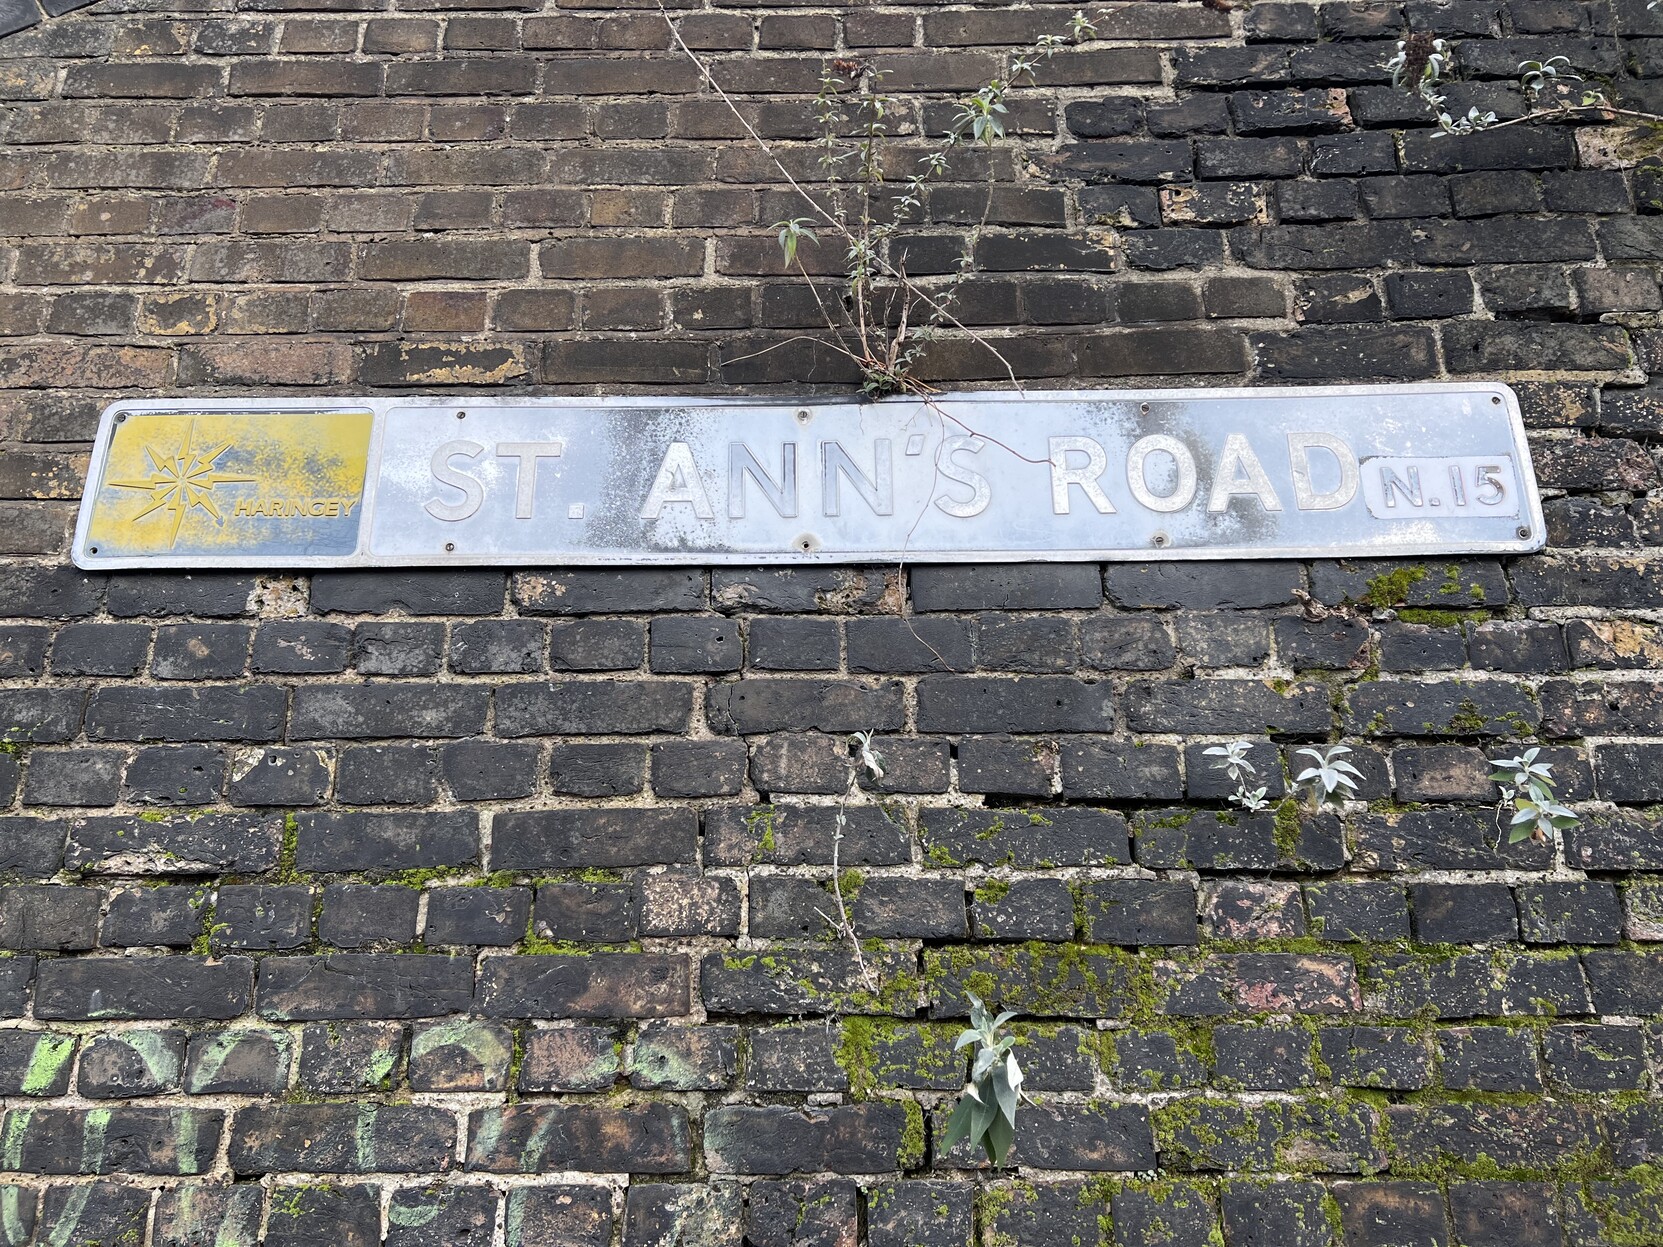 HARINGEY
ST. ANN'S ROAD N.15